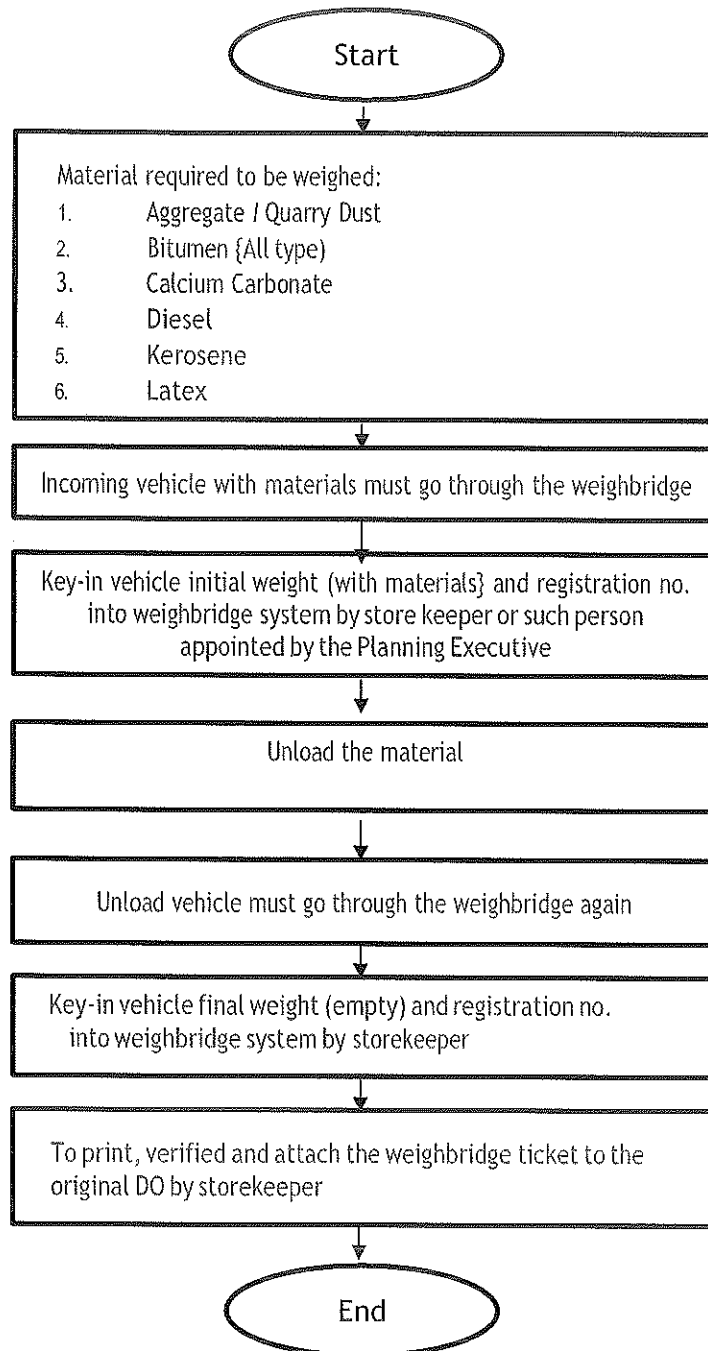 Start
Material required to be weighed:
1. Aggregate / Quarry Dust
2. Bitumen {All type)
3. Calcium Carbonate
4. Diesel
5. Kerosene
6. Latex
Incoming vehicle with materials must go through the weighbridge
Key-in vehicle initial weight (with materials} and registration no.
into weighbridge system by store keeper or such person
appointed by the Planning Executive
Unload the material
Unload vehicle must go through the weighbridge again
Key-in vehicle final weight (empty) and registration no.
into weighbridge system by storekeeper
To print, verified and attach the weighbridge ticket to the
original DO by storekeeper
End